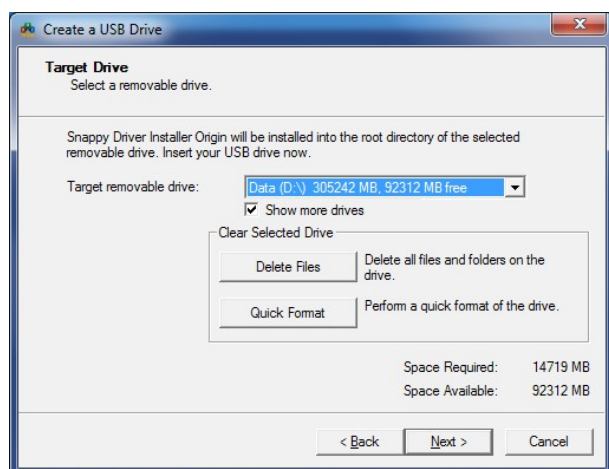 Create a USB Drive
Target Drive
Select a removable drive.
Snappy Driver Installer Origin will be installed into the root directory of the selected
removable drive. Insert your USB drive now.
Target removable drive:
Data (D:\) 305242 MB, 92312 MB free
Show more drives
Clear Selected Drive
Delete Files
Delete all files and folders on the
drive.
Quick Format
Perform a quick format of the drive.
Space Required: 14719 MB
Space Available: 92312 MB
< Back Next > Cancel